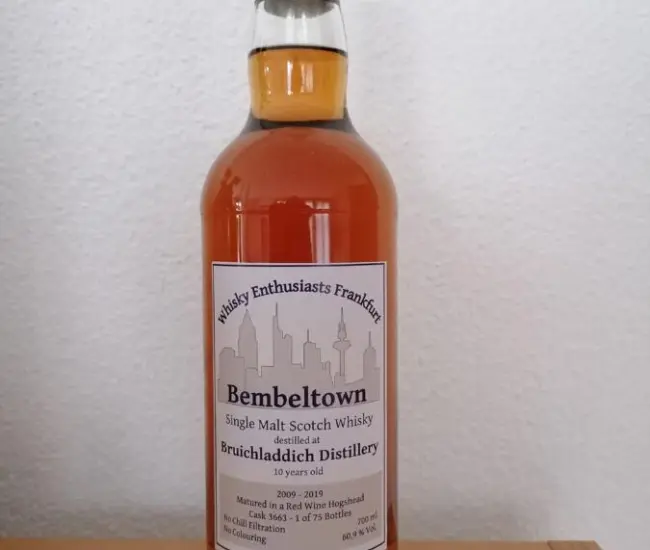 Whisky Enthusiasts Frankfurt
Bembeltown
Single Malt Scotch Whisky
destilled at
Bruichladdich Distillery
10 years old
2009 - 2019
Matured in a Red Wine Hogshead
Cask 3663 - 1 of 75 Bottles
No Chill Filtration
700 ml
No Colouring
60,9 % Vol.